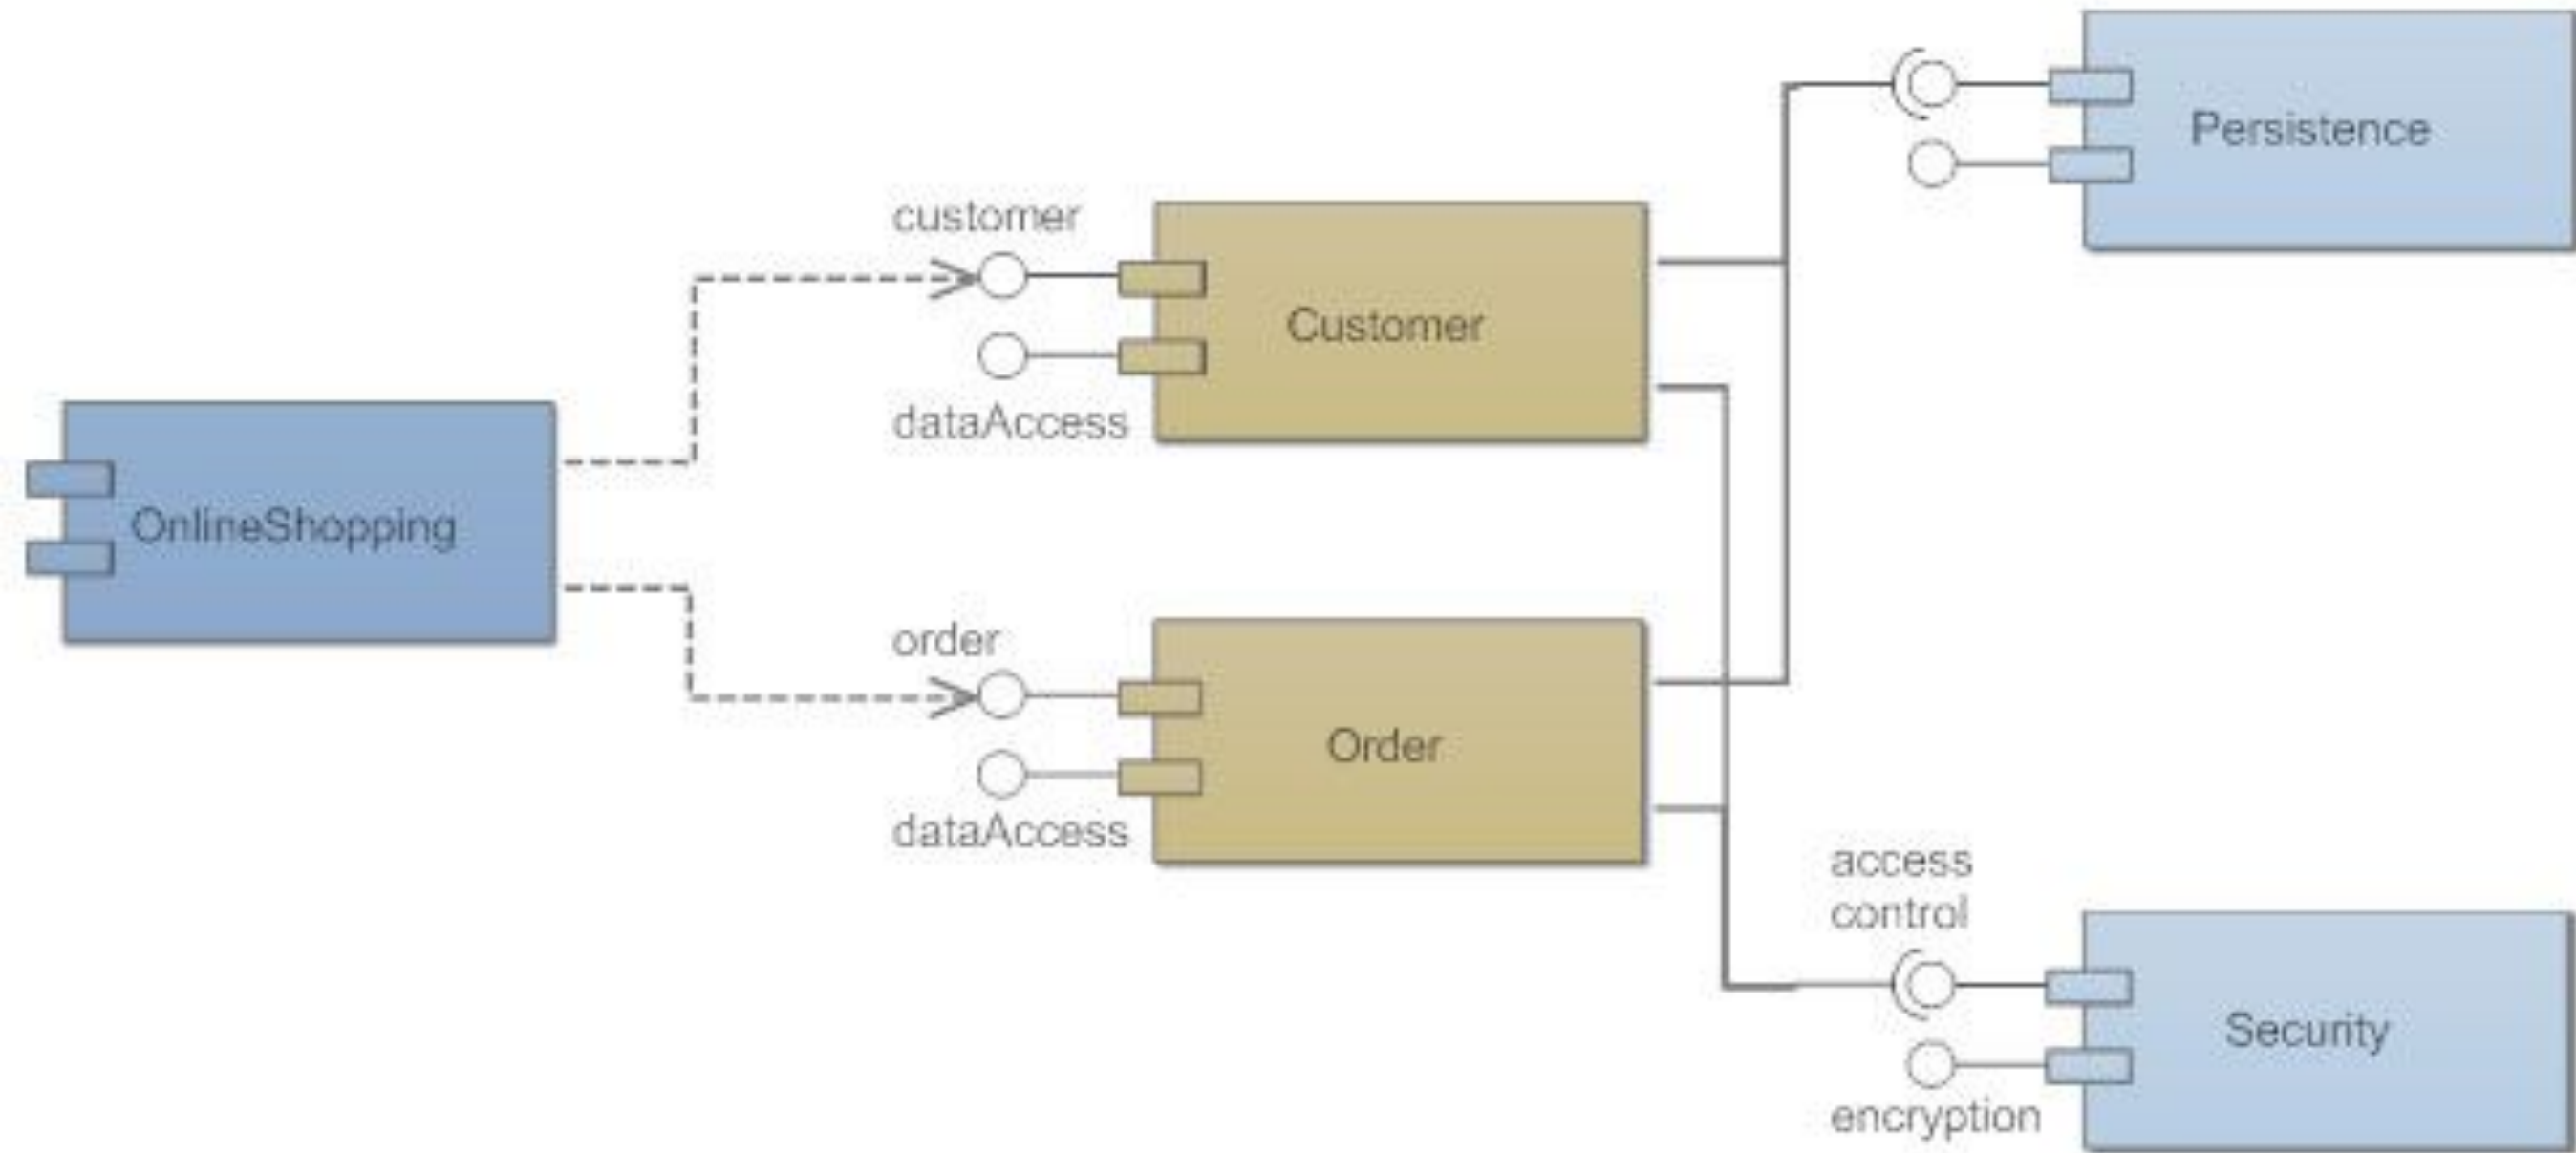 Persistence
customer
Customer
dataAccess
OnlineShopping
order
Order
dataAccess
access
control
Security
encryption